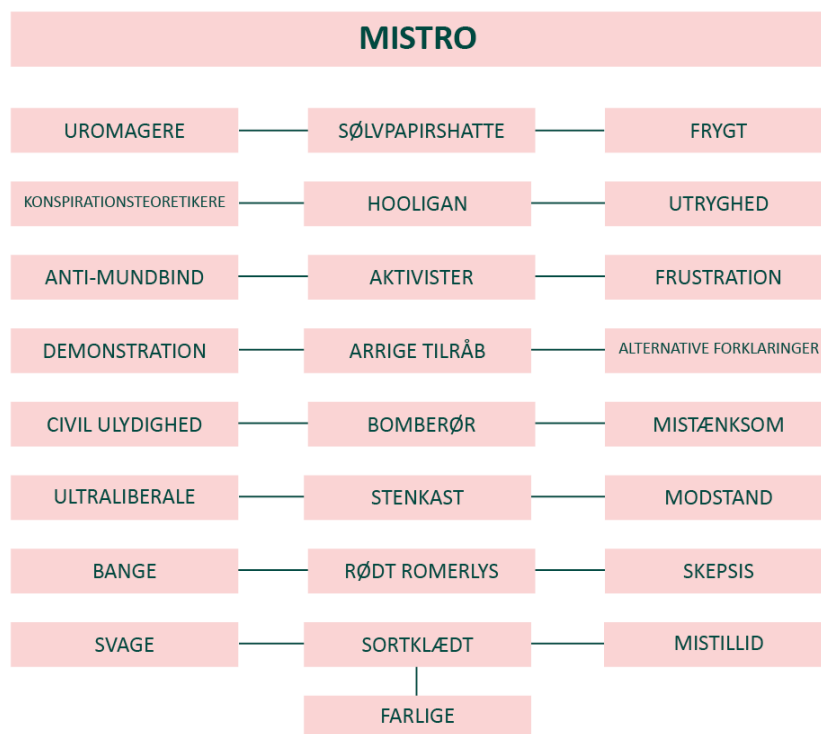 MISTRO
UROMAGERE
SØLVPAPIRSHATTE
FRYGT
KONSPIRATIONSTEORETIKERE
HOOLIGAN
UTRYGHED
ANTI-MUNDBIND
AKTIVISTER
FRUSTRATION
DEMONSTRATION
ARRIGE TILRÅB
ALTERNATIVE FORKLARINGER
CIVIL ULYDIGHED
BOMBERØR
MISTÆNKSOM
ULTRALIBERALE
STENKAST
MODSTAND
BANGE
RØDT ROMERLYS
SKEPSIS
SVAGE
SORTKLÆDT
MISTILLID
FARLIGE